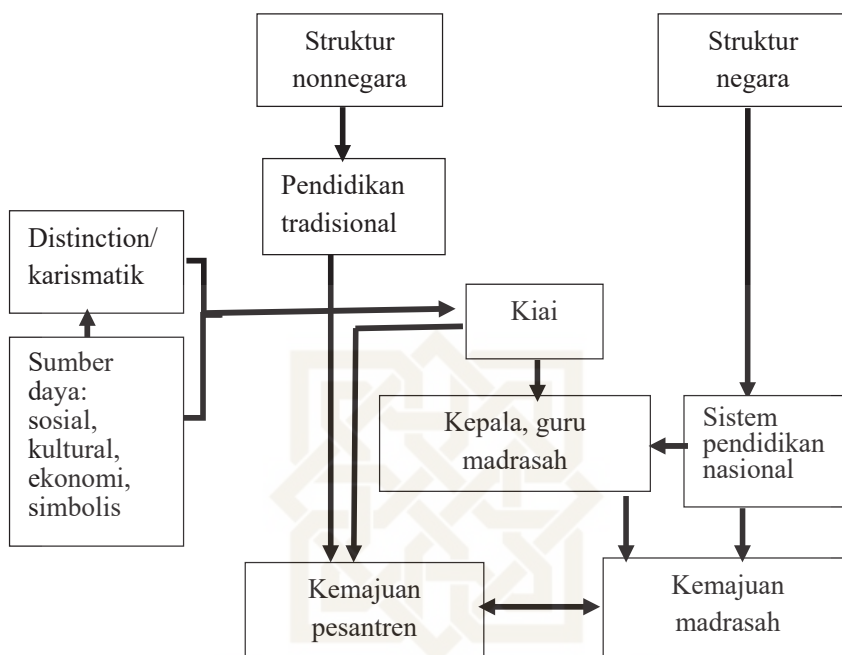 Struktur
nonnegara
Struktur
negara
Pendidikan
tradisional
Distinction/
karismatik
Kiai
Sumber
daya:
sosial,
kultural,
ekonomi,
simbolis
Kepala, guru
madrasah
Sistem
pendidikan
nasional
Kemajuan
pesantren
Kemajuan
madrasah